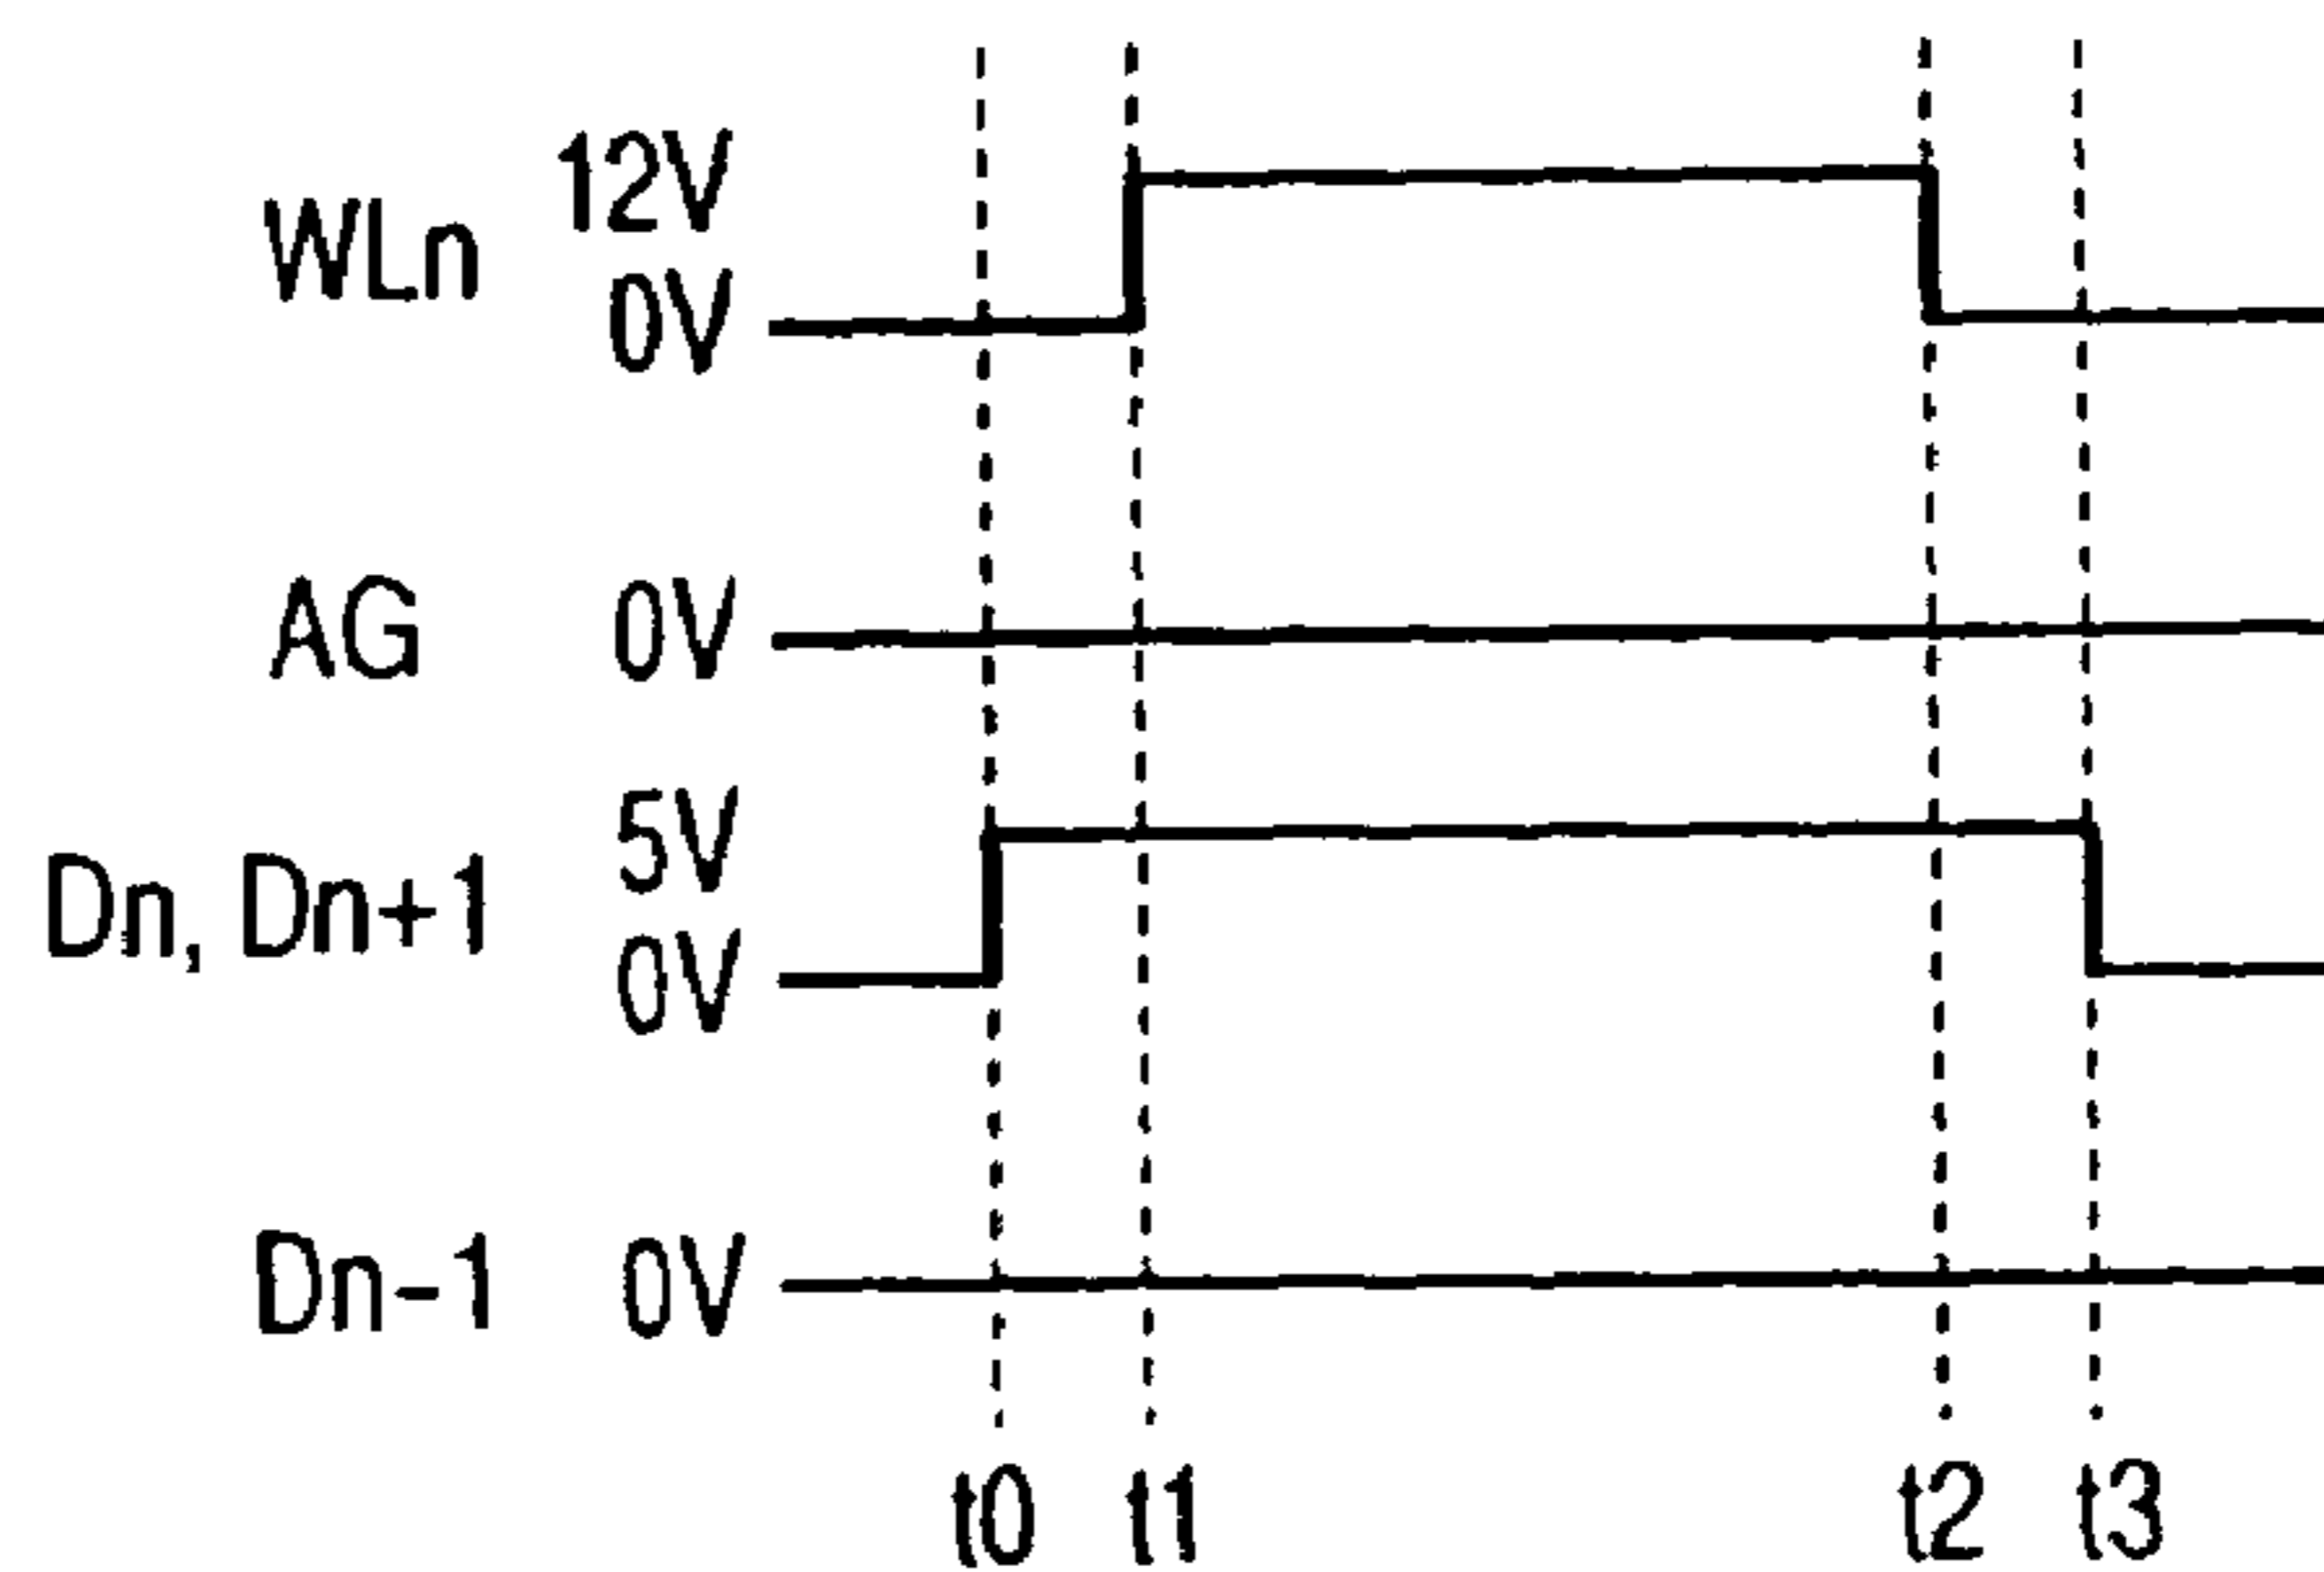 12V
WLn
0V
AG 0V
5V
Dn, Dn+1
0V
Dn-1 0V
t0 t1 t2 t3